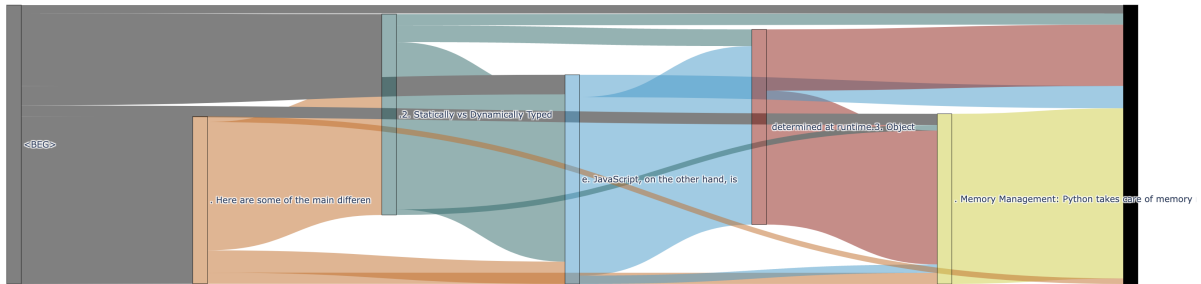 <BEG>
. Here are some of the main differen
.2. Statically vs Dynamically Typed
e. JavaScript, on the other hand, is
determined at runtime.3. Object
. Memory Management: Python takes care of memory